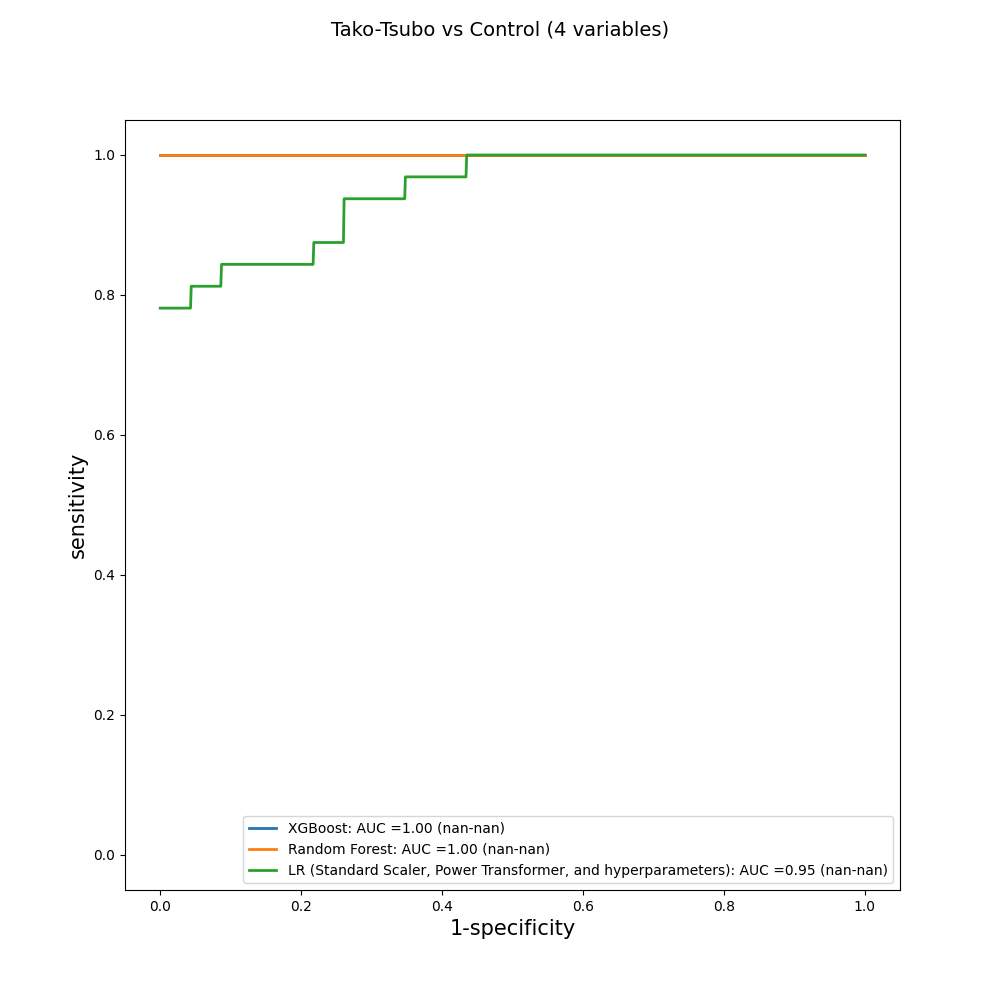 Tako-Tsubo vs Control (4 variables)
1.0
0.8
0.6
0.4
0.2
0.0
sensitivity
XGBoost: AUC =1.00 (nan-nan)
Random Forest: AUC =1.00 (nan-nan)
LR (Standard Scaler, Power Transformer, and hyperparameters): AUC =0.95 (nan-nan)
0.0 0.2 0.4 0.6 0.8 1.0
1-specificity